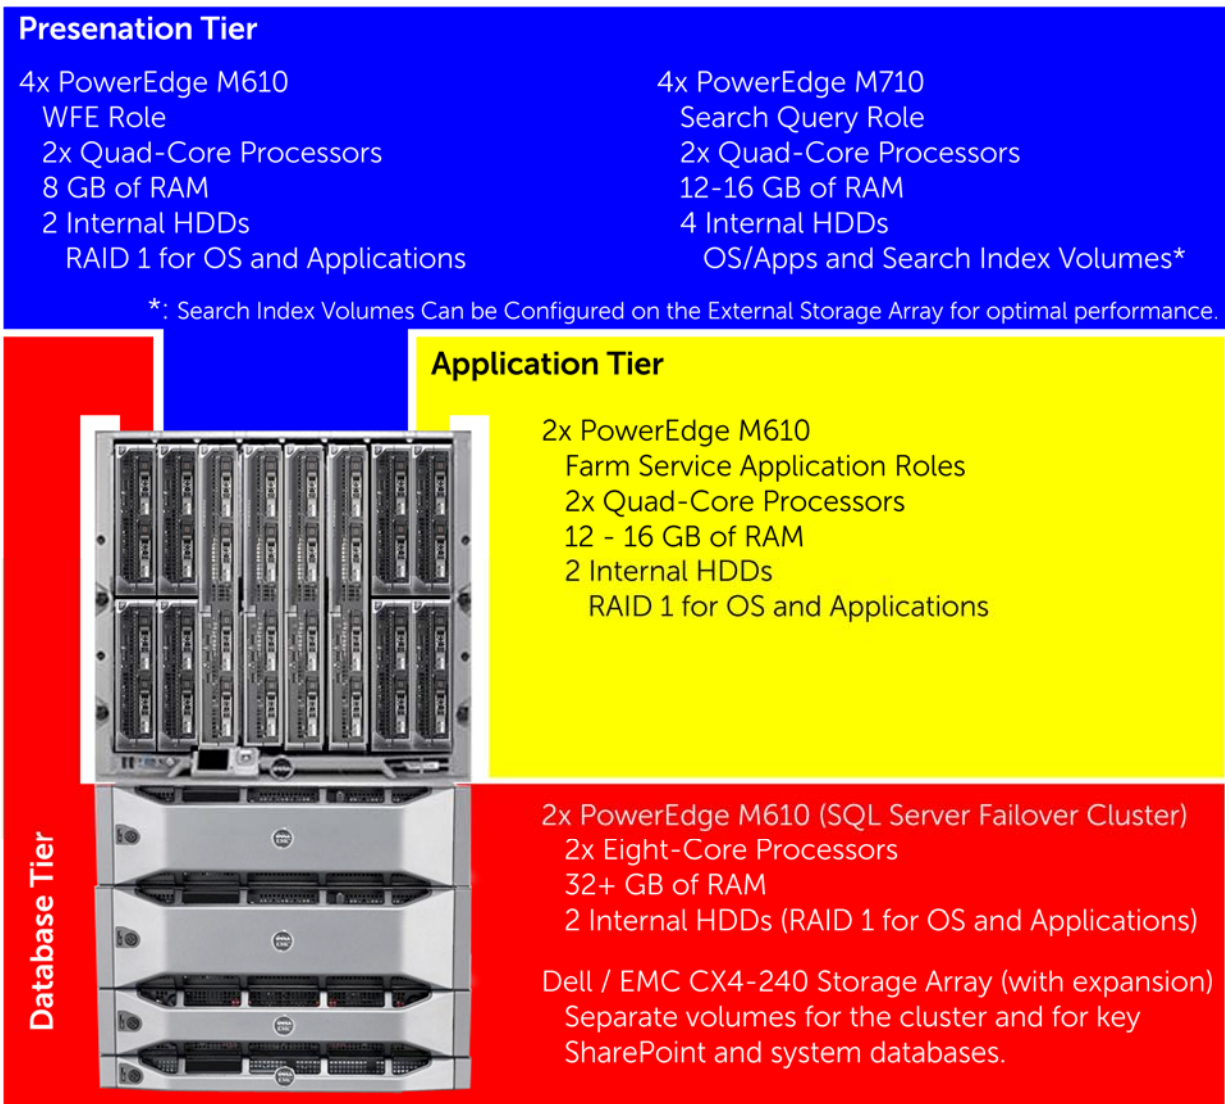 Presenation Tier
4x PowerEdge M610
WFE Role
2x Quad-Core Processors
8 GB of RAM
2 Internal HDDs
RAID 1 for OS and Applications
4x PowerEdge M710
Search Query Role
2x Quad-Core Processors
12-16 GB of RAM
4 Internal HDDs
OS/Apps and Search Index Volumes*
*: Search Index Volumes Can be Configured on the External Storage Array for optimal performance.
Application Tier
2x PowerEdge M610
Farm Service Application Roles
2x Quad-Core Processors
12 - 16 GB of RAM
2 Internal HDDs
RAID 1 for OS and Applications
Database Tier
2x PowerEdge M610 (SQL Server Failover Cluster)
2x Eight-Core Processors
32+ GB of RAM
2 Internal HDDs (RAID 1 for OS and Applications)
Dell / EMC CX4-240 Storage Array (with expansion)
Separate volumes for the cluster and for key
SharePoint and system databases.